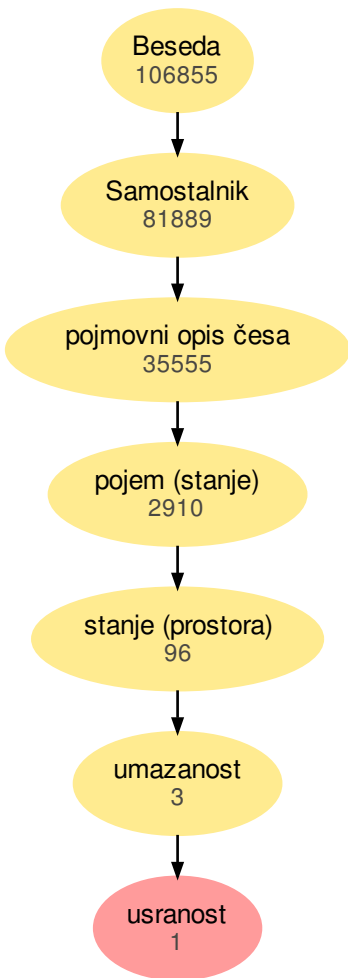 Beseda
106855
Samostalnik
81889
pojmovni opis česa
35555
pojem (stanje)
2910
stanje (prostora)
96
umazanost
3
usranost
1